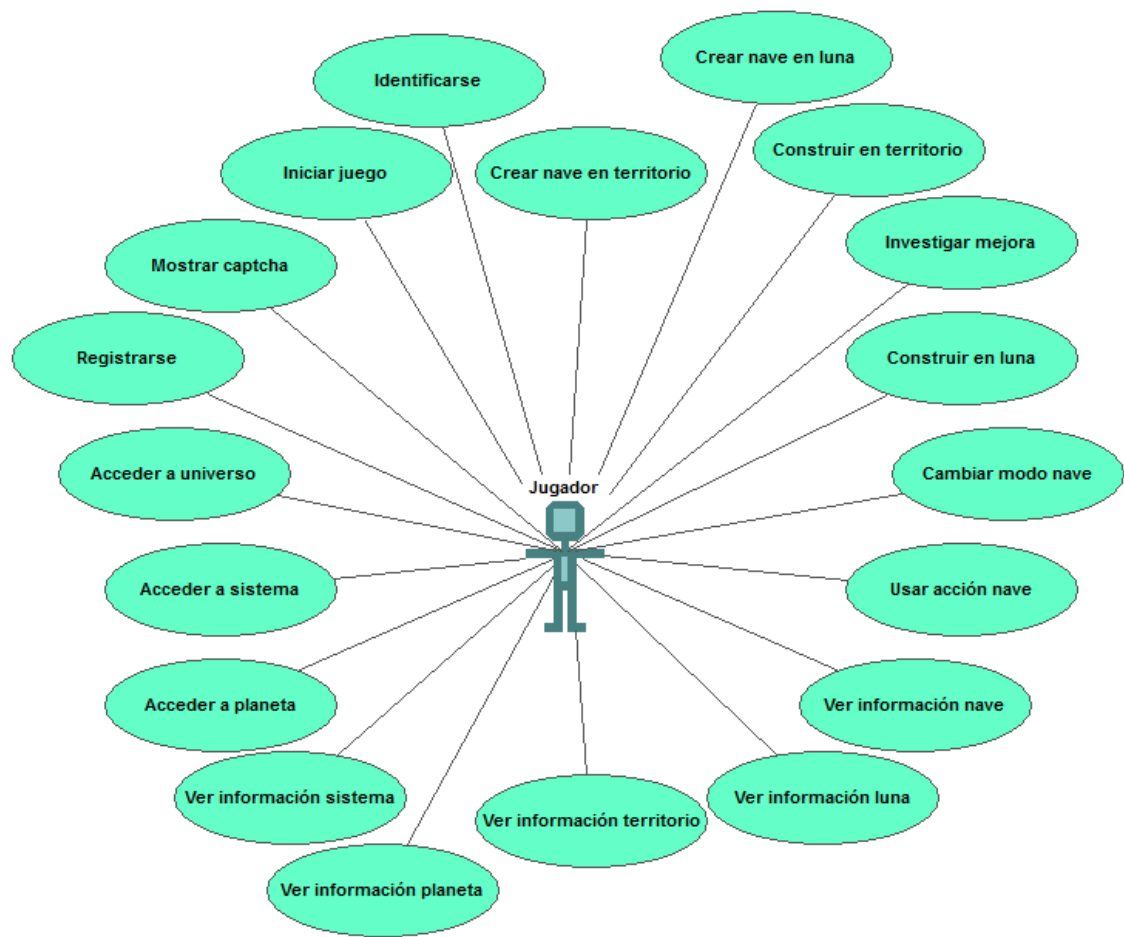 Crear nave en luna
Identificarse
Construir en territorio
Iniciar juego
Crear nave en territorio
Investigar mejora
Mostrar captcha
Registrarse
Construir en luna
Acceder a universo
Cambiar modo nave
Jugador
Acceder a sistema
Usar acción nave
Acceder a planeta
Ver información nave
Ver información sistema
Ver información luna
Ver información territorio
Ver información planeta